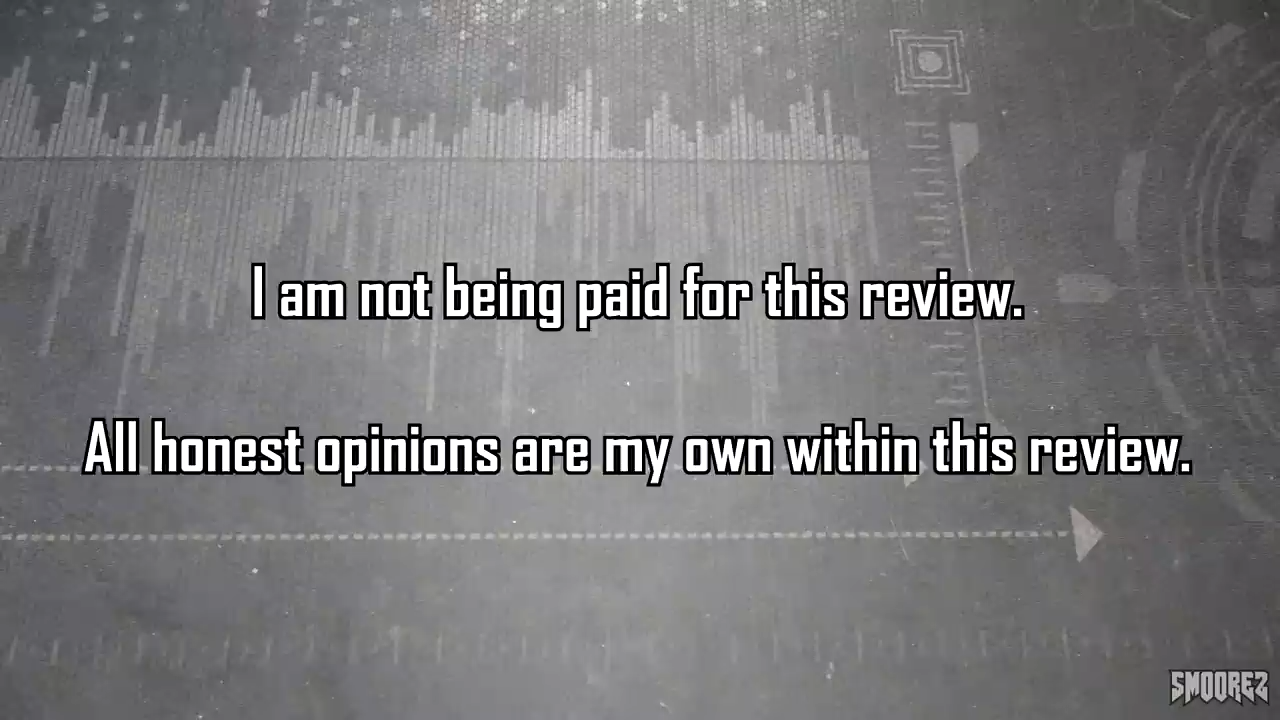 I am not being paid for this review.
All honest opinions are my own within this review.
SMOOREZ